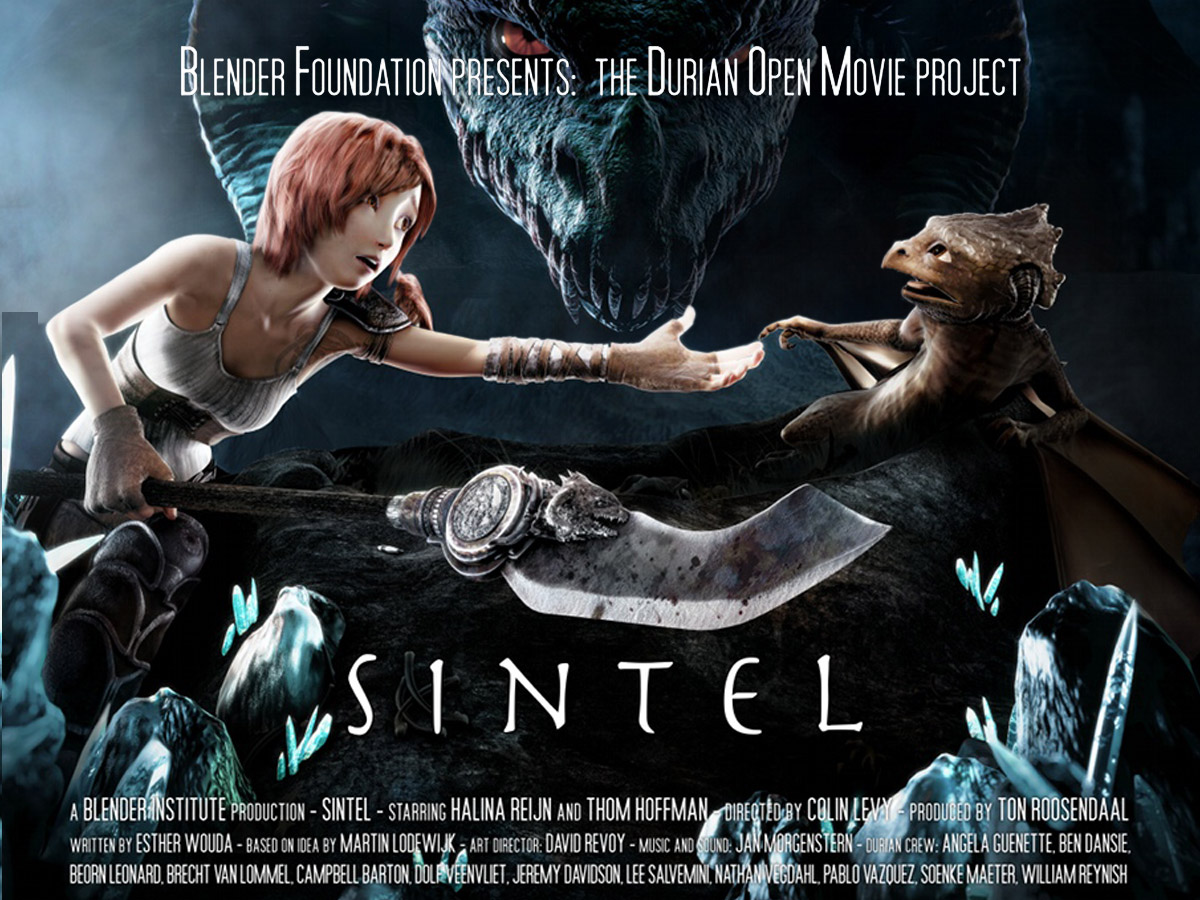 Blender Foundation presents: the Durian Open Movie project
SINTEL
A BLENDER INSTITUTE PRODUCTION - SINTEL - STARRING HALINA REIJN AND THOM HOFFMAN - DIRECTED BY COLIN LEVY - PRODUCED BY TON ROOSENDAAL
WRITTEN BY ESTHER WOUDA - BASED ON IDEA BY MARTIN LODEWIJK - ART DIRECTOR: DAVID REVOY - MUSIC AND SOUND: JAN MORGENSTERN - DURIAN CREW: ANGELA GUENETTE, BEN DANSIE,
BEORN LEONARD, BRECHT VAN LOMMEL, CAMPBELL BARTON, DOLF VEENVLIET, JEREMY DAVIDSON, LEE SALVEMINI, NATHAN VEGDAHL, PABLO VAZQUEZ, SOENKE MAETER, WILLIAM REYNISH